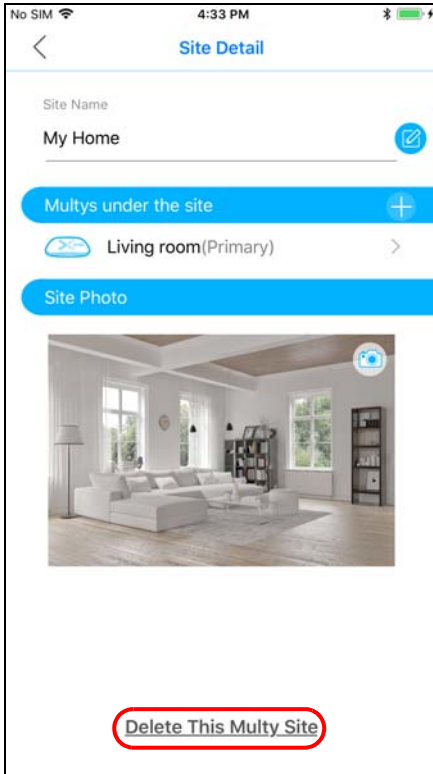 No SIM 4:33 PM
Site Detail
Site Name
My Home
Multys under the site
Living room(Primary)
Site Photo
Delete This Multy Site